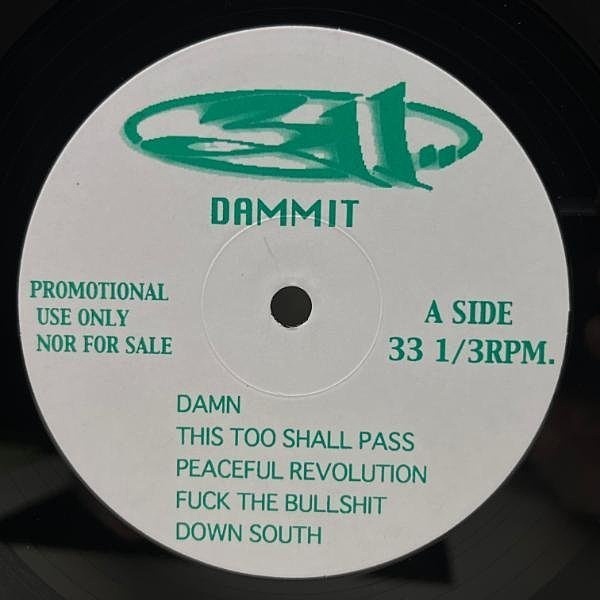 311
DAMMIT
PROMOTIONAL
USE ONLY
NOR FOR SALE
A SIDE
33 1/3RPM.
DAMN
THIS TOO SHALL PASS
PEACEFUL REVOLUTION
FUCK THE BULLSHIT
DOWN SOUTH